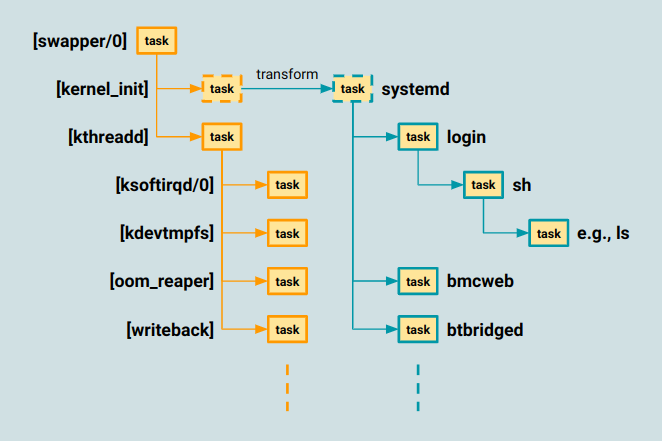 [swapper/0] task
transform
[kernel_init] task task systemd
[kthreadd] task task login
[ksoftirqd/0] task task sh
[kdevtmpfs] task task e.g., ls
[oom_reaper] task task bmcweb
[writeback] task task btbridged